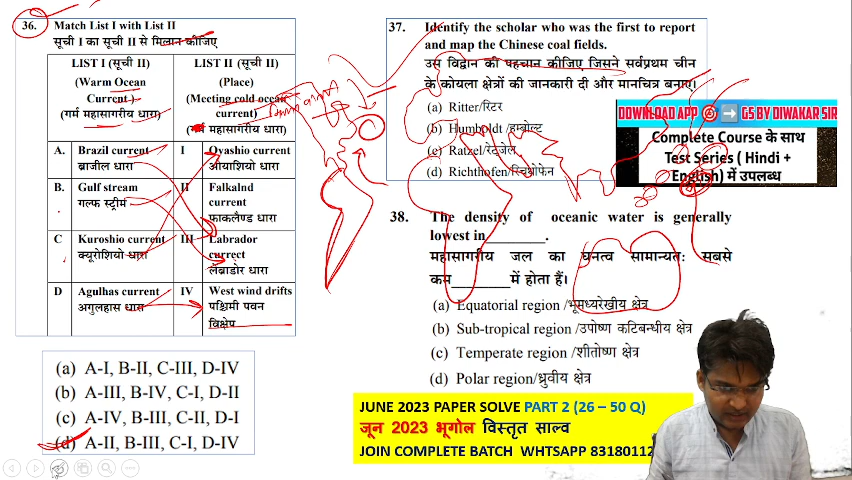 36. Match List I with List II
सूची I का सूची II से मिलान कीजिए
LIST I (सूची II)
(Warm Ocean
Current)
(गर्म महासागरीय धारा)
LIST II (सूची II)
(Place)
(Meeting cold ocean
current)
महासागरीय धारा)
A. Brazil current I Oyashio current
ब्राजील धारा ओयाशियो धारा
B. Gulf stream II Falkalnd
गल्फ स्ट्रीम current
फाकलैण्ड धारा
C Kuroshio current III Labrador
क्यूरोशियो धारा currect
लेब्राडोर धारा
D Agulhas current IV West wind drifts
अगुलहास धारा पश्चिमी पवन
विक्षेप
(a) A-I, B-II, C-III, D-IV
(b) A-III, B-IV, C-I, D-II
(c) A-IV, B-III, C-II, D-I
(d) A-II, B-III, C-I, D-IV
37. Identify the scholar who was the first to report
and map the Chinese coal fields.
उस विद्वान की पहचान कीजिए जिसने सर्वप्रथम चीन
के कोयला क्षेत्रों की जानकारी दी और मानचित्र बनाए।
(a) Ritter/रिटर
(b) Humboldt /हम्बोल्ट
(c) Ratzel/रेटजेल
(d) Richthofen/रिचथोफेन
DOWNLOAD APP GS BY DIWAKAR SIR
Complete Course के साथ
Test Series ( Hindi +
English) में उपलब्ध
38. The density of oceanic water is generally
lowest in________.
महासागरीय जल का घनत्व सामान्यतः सबसे
कम________में होता हैं।
(a) Equatorial region /भूमध्यरेखीय क्षेत्र
(b) Sub-tropical region /उपोष्ण कटिबन्धीय क्षेत्र
(c) Temperate region /शीतोष्ण क्षेत्र
(d) Polar region/ध्रुवीय क्षेत्र
JUNE 2023 PAPER SOLVE PART 2 (26 – 50 Q)
जून 2023 भूगोल विस्तृत साल्व
JOIN COMPLETE BATCH WHTSAPP 83180112